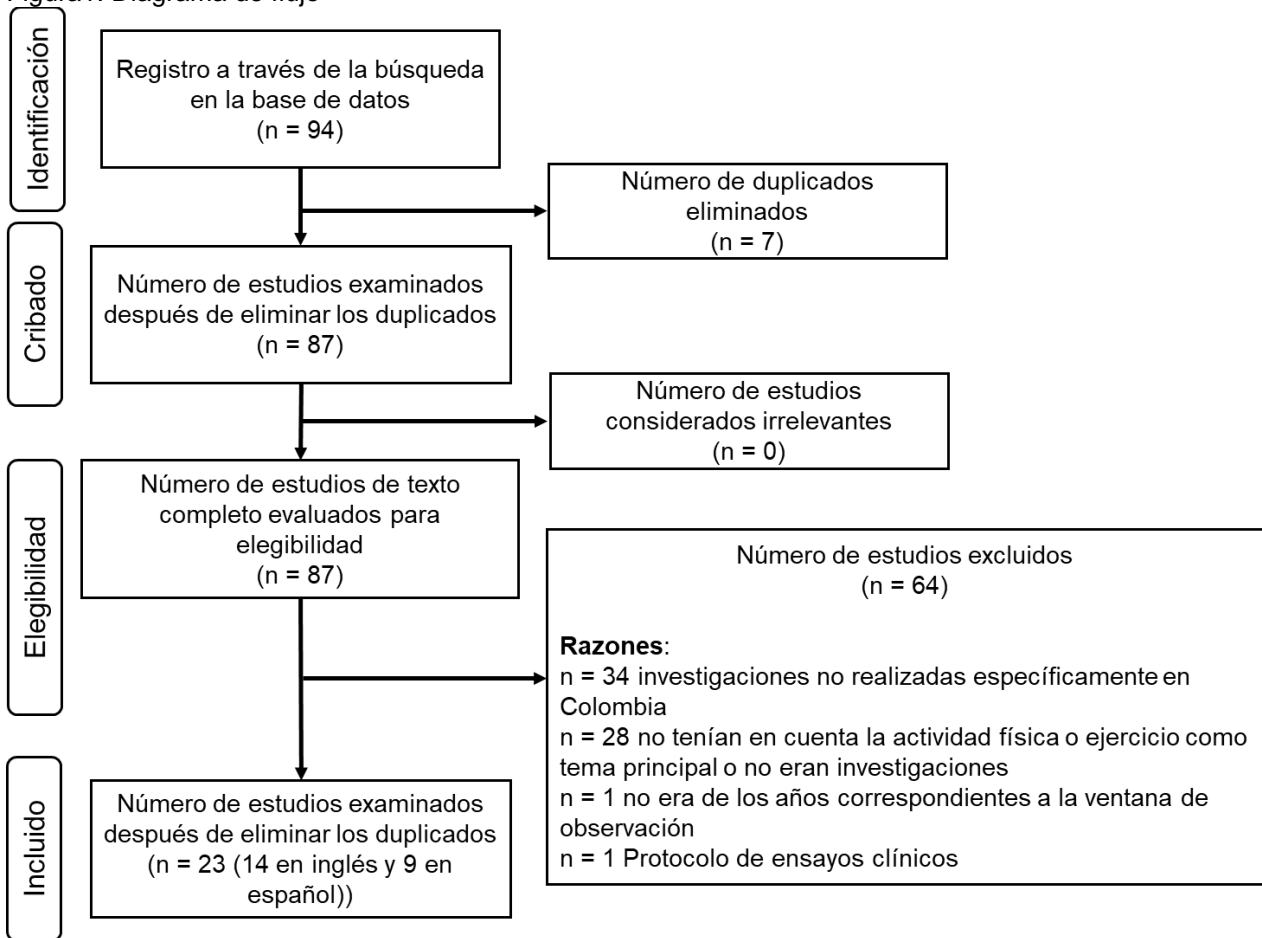 Identificación
Registro a través de la búsqueda
en la base de datos
(n = 94)
Número de duplicados
eliminados
(n = 7)
Cribado
Número de estudios examinados
después de eliminar los duplicados
(n = 87)
Número de estudios
considerados irrelevantes
(n = 0)
Elegibilidad
Número de estudios de texto
completo evaluados para
elegibilidad
(n = 87)
Número de estudios excluidos
(n = 64)
Razones:
n = 34 investigaciones no realizadas específicamente en
Colombia
n = 28 no tenían en cuenta la actividad física o ejercicio como
tema principal o no eran investigaciones
n = 1 no era de los años correspondientes a la ventana de
observación
n = 1 Protocolo de ensayos clínicos
Incluido
Número de estudios examinados
después de eliminar los duplicados
(n = 23 (14 en inglés y 9 en
español))